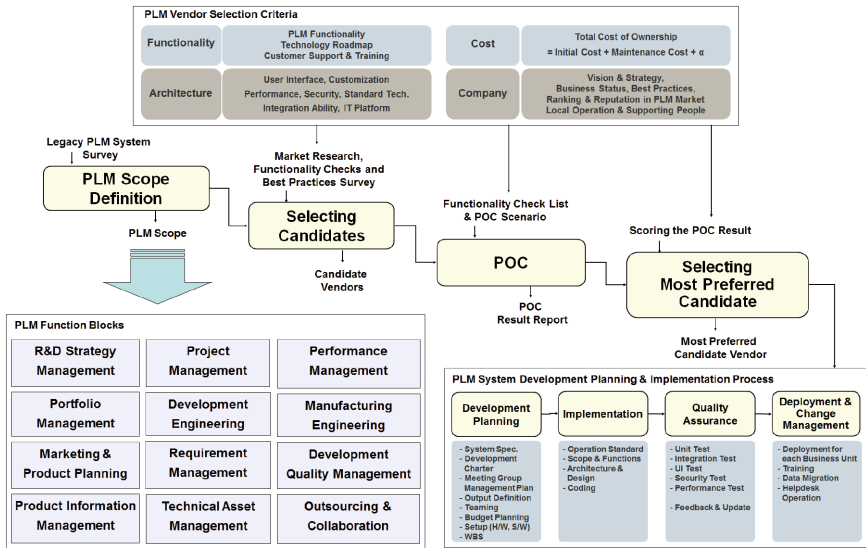 PLM Vendor Selection Criteria
Functionality
PLM Functionality
Technology Roadmap
Customer Support & Training
Cost
Total Cost of Ownership
= Initial Cost + Maintenance Cost + α
Architecture
User Interface, Customization
Performance, Security, Standard Tech.
Integration Ability, IT Platform
Company
Vision & Strategy,
Business Status, Best Practices,
Ranking & Reputation in PLM Market
Local Operation & Supporting People
Legacy PLM System
Survey
PLM Scope
Definition
PLM Scope
Market Research,
Functionality Checks and
Best Practices Survey
Selecting
Candidates
Candidate
Vendors
Functionality Check List
& POC Scenario
POC
POC
Result Report
Scoring the POC Result
Selecting
Most Preferred
Candidate
Most Preferred
Candidate Vendor
PLM Function Blocks
R&D Strategy
Management
Project
Management
Performance
Management
Portfolio
Management
Development
Engineering
Manufacturing
Engineering
Marketing &
Product Planning
Requirement
Management
Development
Quality Management
Product Information
Management
Technical Asset
Management
Outsourcing &
Collaboration
PLM System Development Planning & Implementation Process
Development
Planning
Implementation
Quality
Assurance
Deployment &
Change
Management
- System Spec.
- Development
Charter
- Meeting Group
Management Plan
- Output Definition
- Teaming
- Budget Planning
- Setup (H/W, S/W)
- WBS
- Operation Standard
- Scope & Functions
- Architecture &
Design
- Coding
- Unit Test
- Integration Test
- UI Test
- Security Test
- Performance Test
- Feedback & Update
- Deployment for
each Business Unit
- Training
- Data Migration
- Helpdesk
Operation